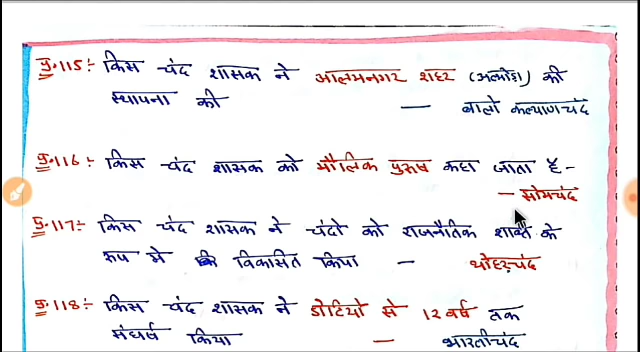 प्र.115:- किस चंद शासक ने आलमनगर शहर (अल्मोड़ा) की
स्थापना की — बालो कल्याणचंद
प्र.116:- किस चंद शासक को मौलिक पुरुष कहा जाता है -
- सोमचंद
प्र.117:- किस चंद शासक ने चंदो को राजनैतिक शक्ति के
रूप मे विकसित किया — थोहरचंद
प्र.118:- किस चंद शासक ने डोटियो से 12 वर्ष तक
संघर्ष किया — भारतीचंद